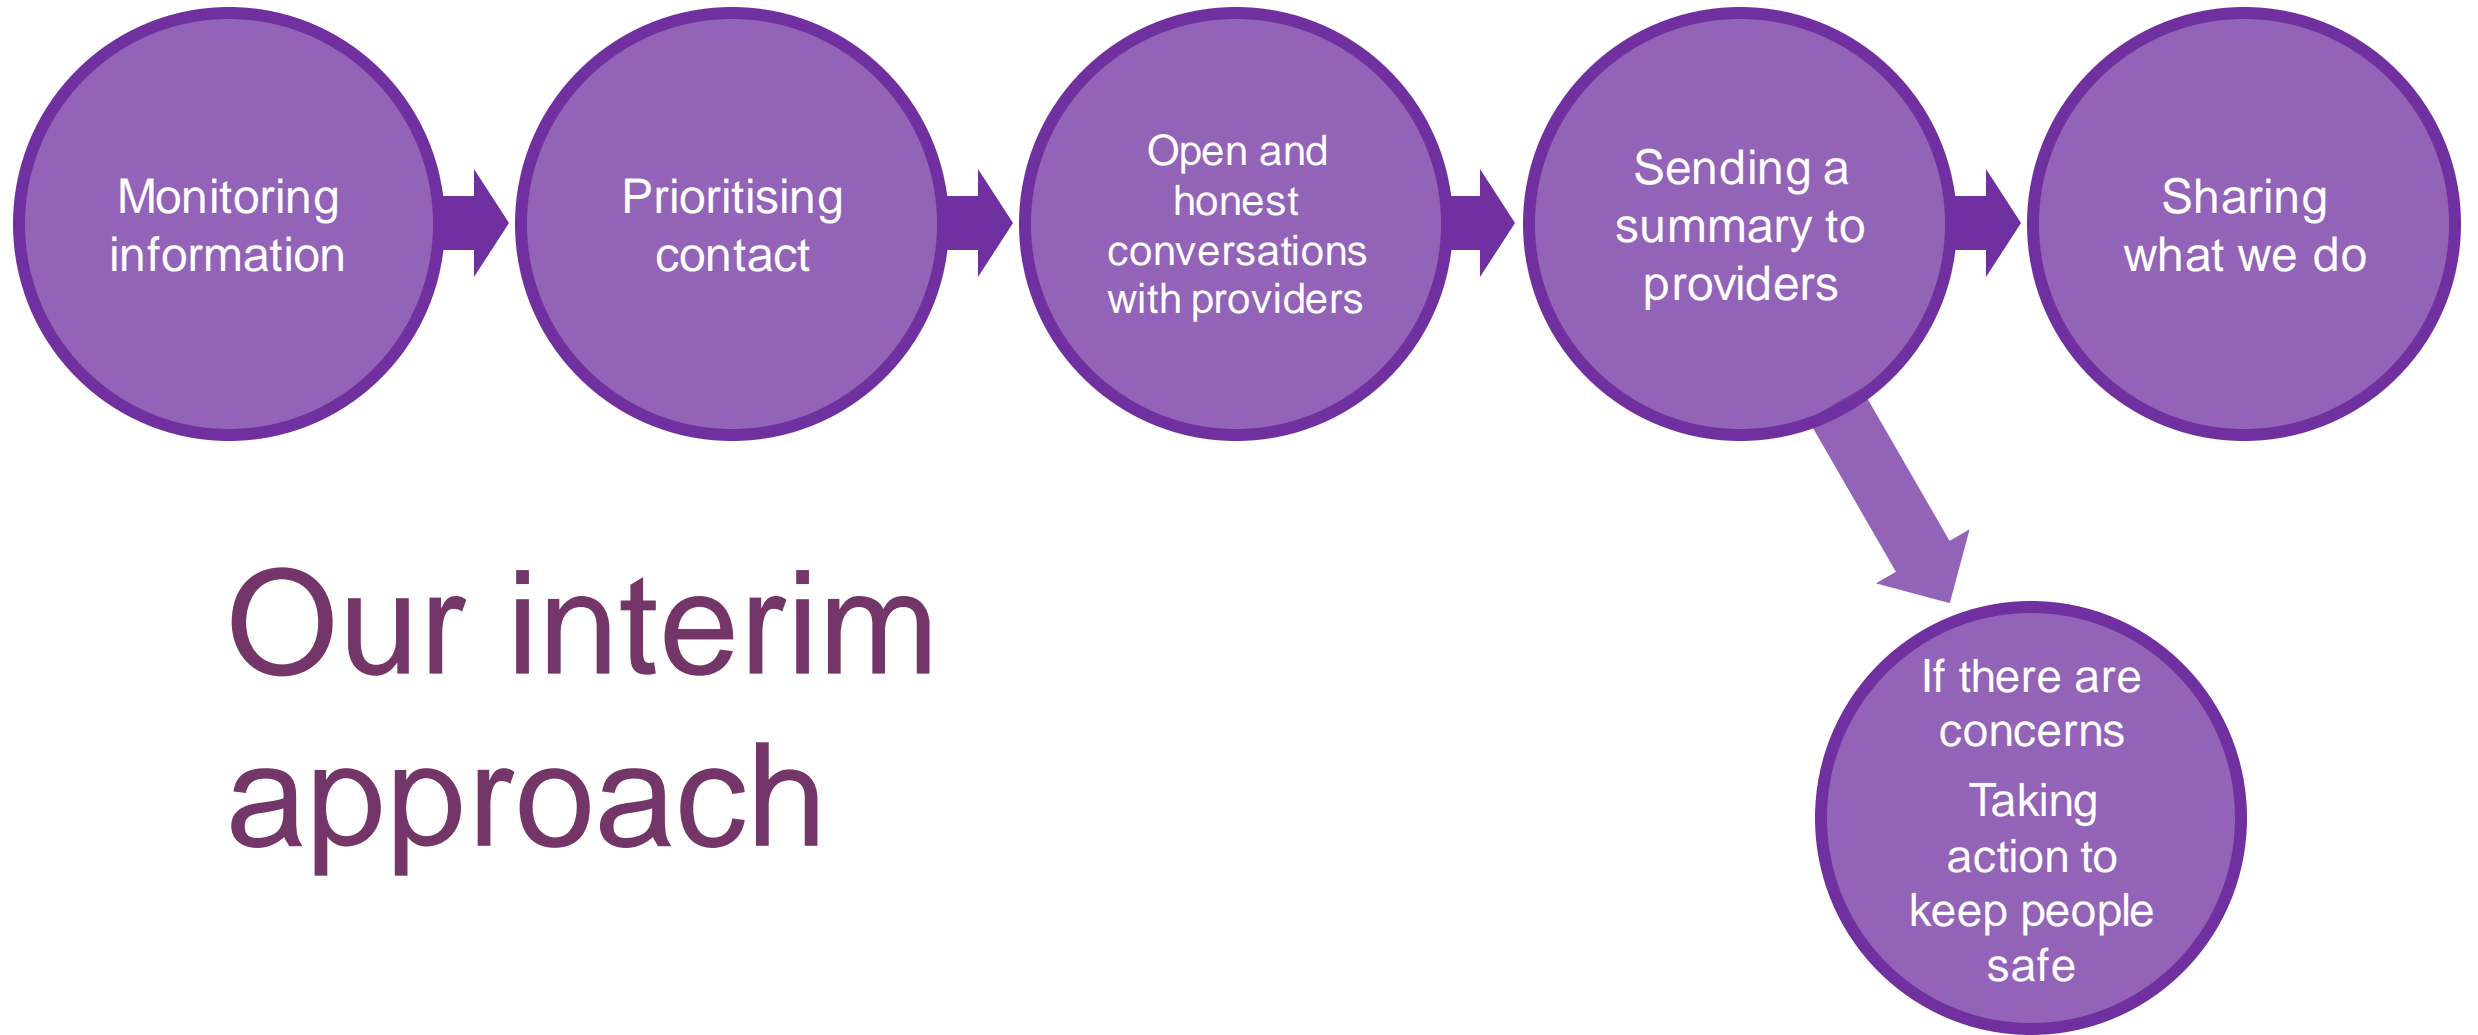 Monitoring
information
Prioritising
contact
Open and
honest
conversations
with providers
Sending a
summary to
providers
Sharing
what we do
Our interim
approach
If there are
concerns
Taking
action to
keep people
safe